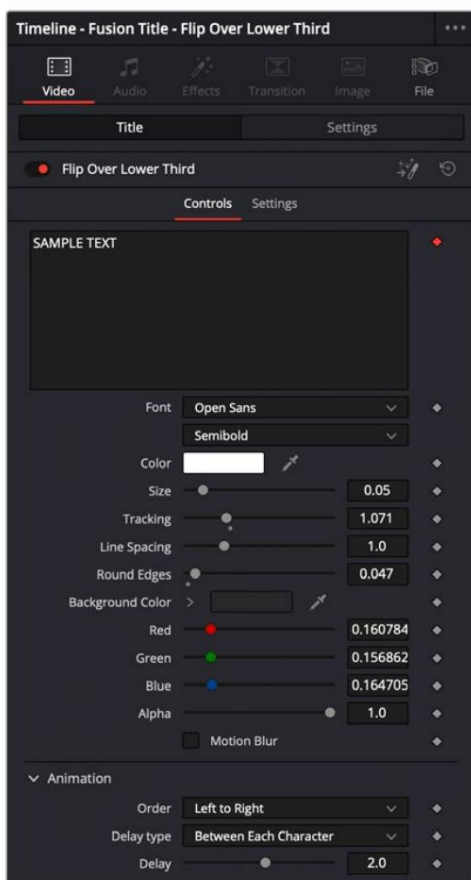 Timeline - Fusion Title - Flip Over Lower Third
Video Audio Effects Transition Image File
Title Settings
Flip Over Lower Third
Controls Settings
SAMPLE TEXT
Font Open Sans
Semibold
Color
Size 0.05
Tracking 1.071
Line Spacing 1.0
Round Edges 0.047
Background Color
Red 0.160784
Green 0.156862
Blue 0.164705
Alpha 1.0
Motion Blur
Animation
Order Left to Right
Delay type Between Each Character
Delay 2.0